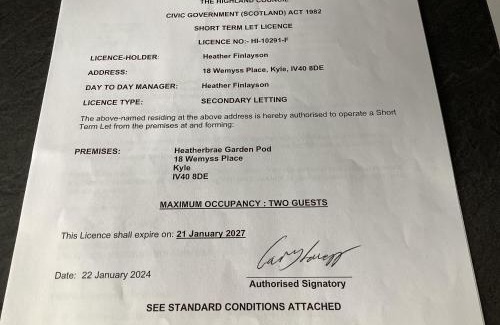 THE HIGHLAND COUNCIL
CIVIC GOVERNMENT (SCOTLAND) ACT 1982
SHORT TERM LET LICENCE
LICENCE NO:- HI-10291-F
LICENCE-HOLDER: Heather Finlayson
ADDRESS: 18 Wemyss Place, Kyle, IV40 8DE
DAY TO DAY MANAGER: Heather Finlayson
LICENCE TYPE: SECONDARY LETTING
The above-named residing at the above address is hereby authorised to operate a Short
Term Let from the premises at and forming:
PREMISES: Heatherbrae Garden Pod
18 Wemyss Place
Kyle
IV40 8DE
MAXIMUM OCCUPANCY : TWO GUESTS
This Licence shall expire on: 21 January 2027
Date: 22 January 2024
Authorised Signatory
SEE STANDARD CONDITIONS ATTACHED